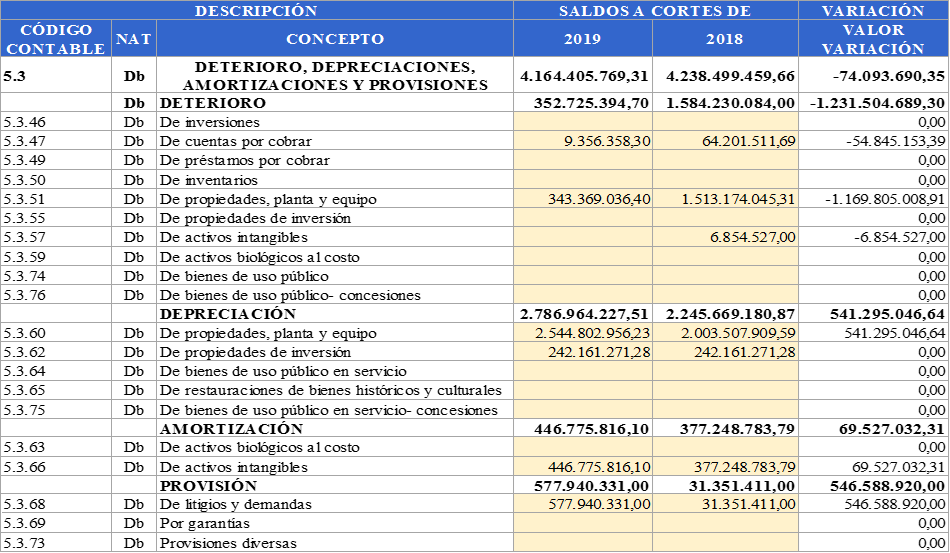 DESCRIPCIÓN SALDOS A CORTES DE VARIACIÓN
CÓDIGO CONTABLE NAT CONCEPTO 2019 2018 VALOR VARIACIÓN
5.3 Db DETERIORO, DEPRECIACIONES, AMORTIZACIONES Y PROVISIONES 4.164.405.769,31 4.238.499.459,66 -74.093.690,35
Db DETERIORO 352.725.394,70 1.584.230.084,00 -1.231.504.689,30
5.3.46 Db De inversiones 0,00
5.3.47 Db De cuentas por cobrar 9.356.358,30 64.201.511,69 -54.845.153,39
5.3.49 Db De préstamos por cobrar 0,00
5.3.50 Db De inventarios 0,00
5.3.51 Db De propiedades, planta y equipo 343.369.036,40 1.513.174.045,31 -1.169.805.008,91
5.3.55 Db De propiedades de inversión 0,00
5.3.57 Db De activos intangibles 6.854.527,00 -6.854.527,00
5.3.59 Db De activos biológicos al costo 0,00
5.3.74 Db De bienes de uso público 0,00
5.3.76 Db De bienes de uso público- concesiones 0,00
DEPRECIACIÓN 2.786.964.227,51 2.245.669.180,87 541.295.046,64
5.3.60 Db De propiedades, planta y equipo 2.544.802.956,23 2.003.507.909,59 541.295.046,64
5.3.62 Db De propiedades de inversión 242.161.271,28 242.161.271,28 0,00
5.3.64 Db De bienes de uso público en servicio 0,00
5.3.65 Db De restauraciones de bienes históricos y culturales 0,00
5.3.75 Db De bienes de uso público en servicio- concesiones 0,00
AMORTIZACIÓN 446.775.816,10 377.248.783,79 69.527.032,31
5.3.63 Db De activos biológicos al costo 0,00
5.3.66 Db De activos intangibles 446.775.816,10 377.248.783,79 69.527.032,31
PROVISIÓN 577.940.331,00 31.351.411,00 546.588.920,00
5.3.68 Db De litigios y demandas 577.940.331,00 31.351.411,00 546.588.920,00
5.3.69 Db Por garantías 0,00
5.3.73 Db Provisiones diversas 0,00